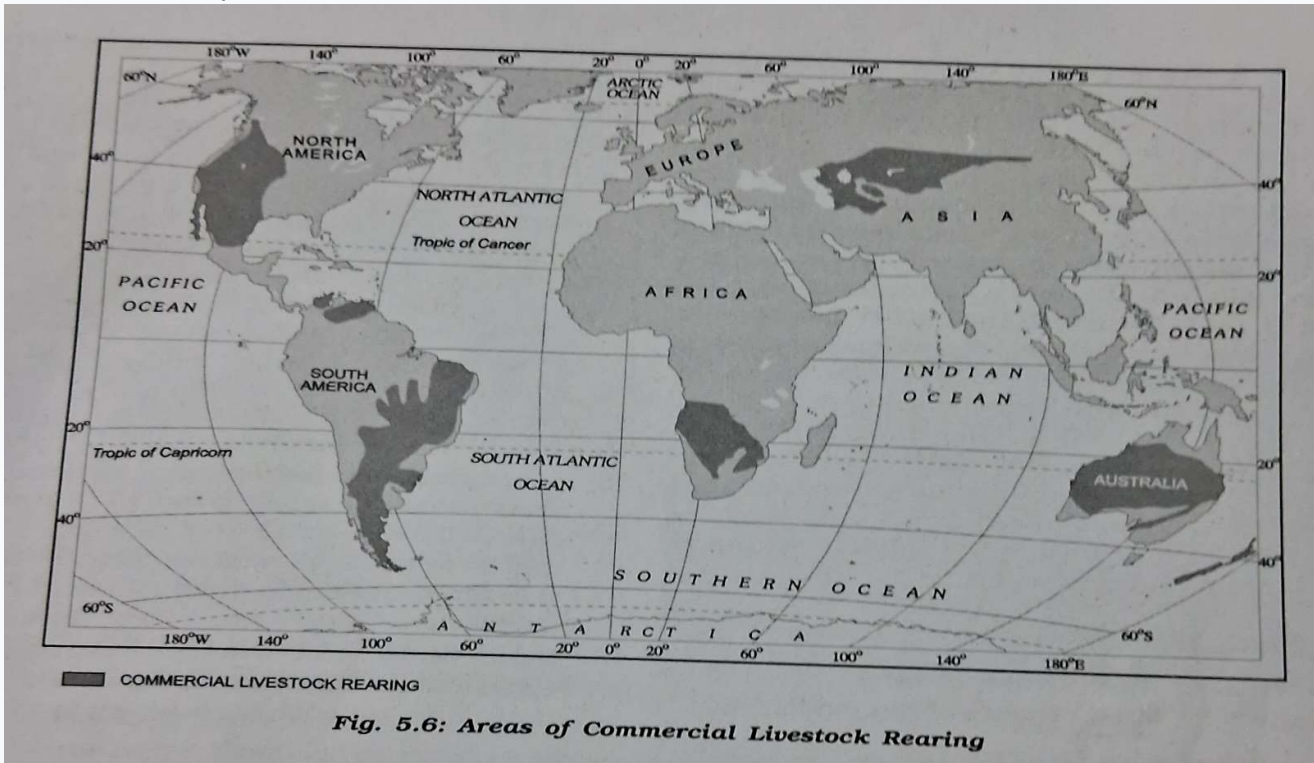 180°W 140° 100° 60° 20° 0° 20° 60° 100° 140° 180°E
60°N
ARCTIC
OCEAN
60°N
NORTH
AMERICA
EUROPE
40°
40°
NORTH ATLANTIC
OCEAN
ASIA
Tropic of Cancer
20°
20°
PACIFIC
OCEAN
AFRICA
PACIFIC
OCEAN
SOUTH
AMERICA
INDIAN
OCEAN
20°
Tropic of Capricorn
SOUTH ATLANTIC
OCEAN
20°
AUSTRALIA
40°
40°
SOUTHERN OCEAN
60°S
ANTARCTICA
60°S
180°W 140° 100° 60° 20° 0° 20° 60° 100° 140° 180°E
COMMERCIAL LIVESTOCK REARING
Fig. 5.6: Areas of Commercial Livestock Rearing